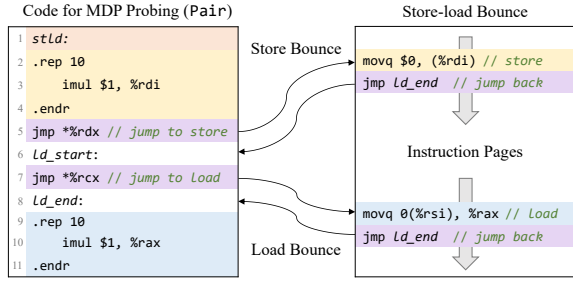 Code for MDP Probing (Pair)
1 stld:
2 .rep 10
3 imul $1, %rdi
4 .endr
5 jmp *%rdx // jump to store
6 ld_start:
7 jmp *%rcx // jump to load
8 ld_end:
9 .rep 10
10 imul $1, %rax
11 .endr
Store Bounce
Load Bounce
Store-load Bounce
movq $0, (%rdi) // store
jmp ld_end // jump back
Instruction Pages
movq 0(%rsi), %rax // load
jmp ld_end // jump back